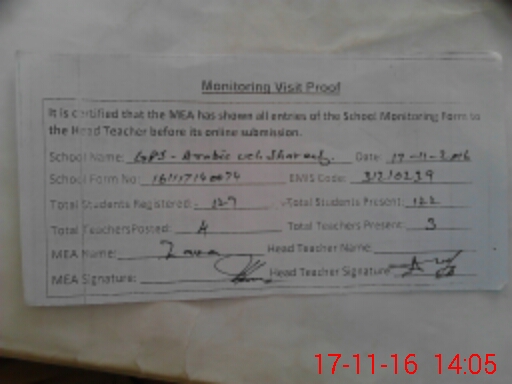 Monitoring Visit Proof
It is certified that the MEA has shown all entries of the School Monitoring Form to
the Head Teacher before its online submission.
School Name: GPS - Arabic Date: 17-11-2016
School Form No: EMIS Code: 31210239
Total Students Registered: 127 Total Students Present: 122
Total Teachers Posted: 4 Total Teachers Present: 3
MEA Name: Head Teacher Name:
MEA Signature: Head Teacher Signature
17-11-16 14:05